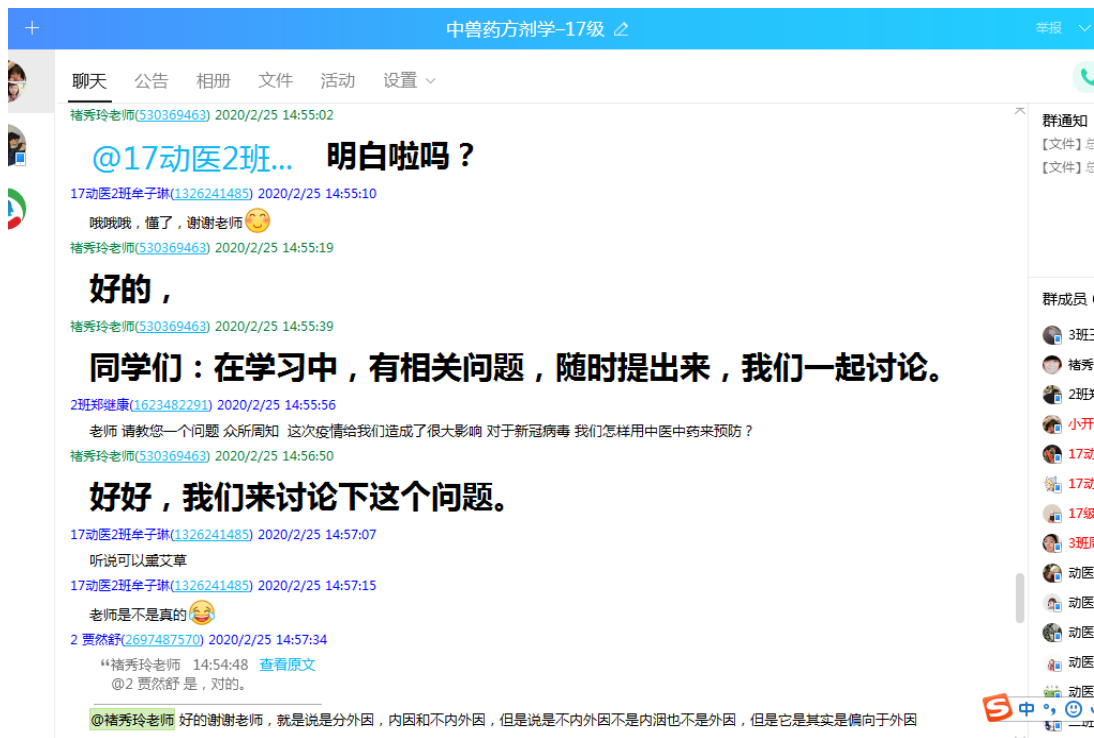 中兽药方剂学–17级
举报
聊天 公告 相册 文件 活动 设置
褚秀玲老师(530369463) 2020/2/25 14:55:02
@17动医2班... 明白啦吗？
17动医2班牟子琳(1326241485) 2020/2/25 14:55:10
哦哦哦，懂了，谢谢老师
褚秀玲老师(530369463) 2020/2/25 14:55:19
好的，
褚秀玲老师(530369463) 2020/2/25 14:55:39
同学们：在学习中，有相关问题，随时提出来，我们一起讨论。
2班郑继康(1623482291) 2020/2/25 14:55:56
老师 请教您一个问题 众所周知 这次疫情给我们造成了很大影响 对于新冠病毒 我们怎样用中医中药来预防？
褚秀玲老师(530369463) 2020/2/25 14:56:50
好好，我们来讨论下这个问题。
17动医2班牟子琳(1326241485) 2020/2/25 14:57:07
听说可以熏艾草
17动医2班牟子琳(1326241485) 2020/2/25 14:57:15
老师是不是真的
2 贾然舒(2697487570) 2020/2/25 14:57:34
“褚秀玲老师 14:54:48 查看原文
@2 贾然舒 是，对的。
@褚秀玲老师 好的谢谢老师，就是说是分外因，内因和不内外因，但是说是不内外因不是内洇也不是外因，但是它是其实是偏向于外因
群通知
【文件】
【文件】
群成员
3班
褚秀
2班
小开
17动
17动
17级
3班
动医
动医
动医
动医
动医
二班
S 中